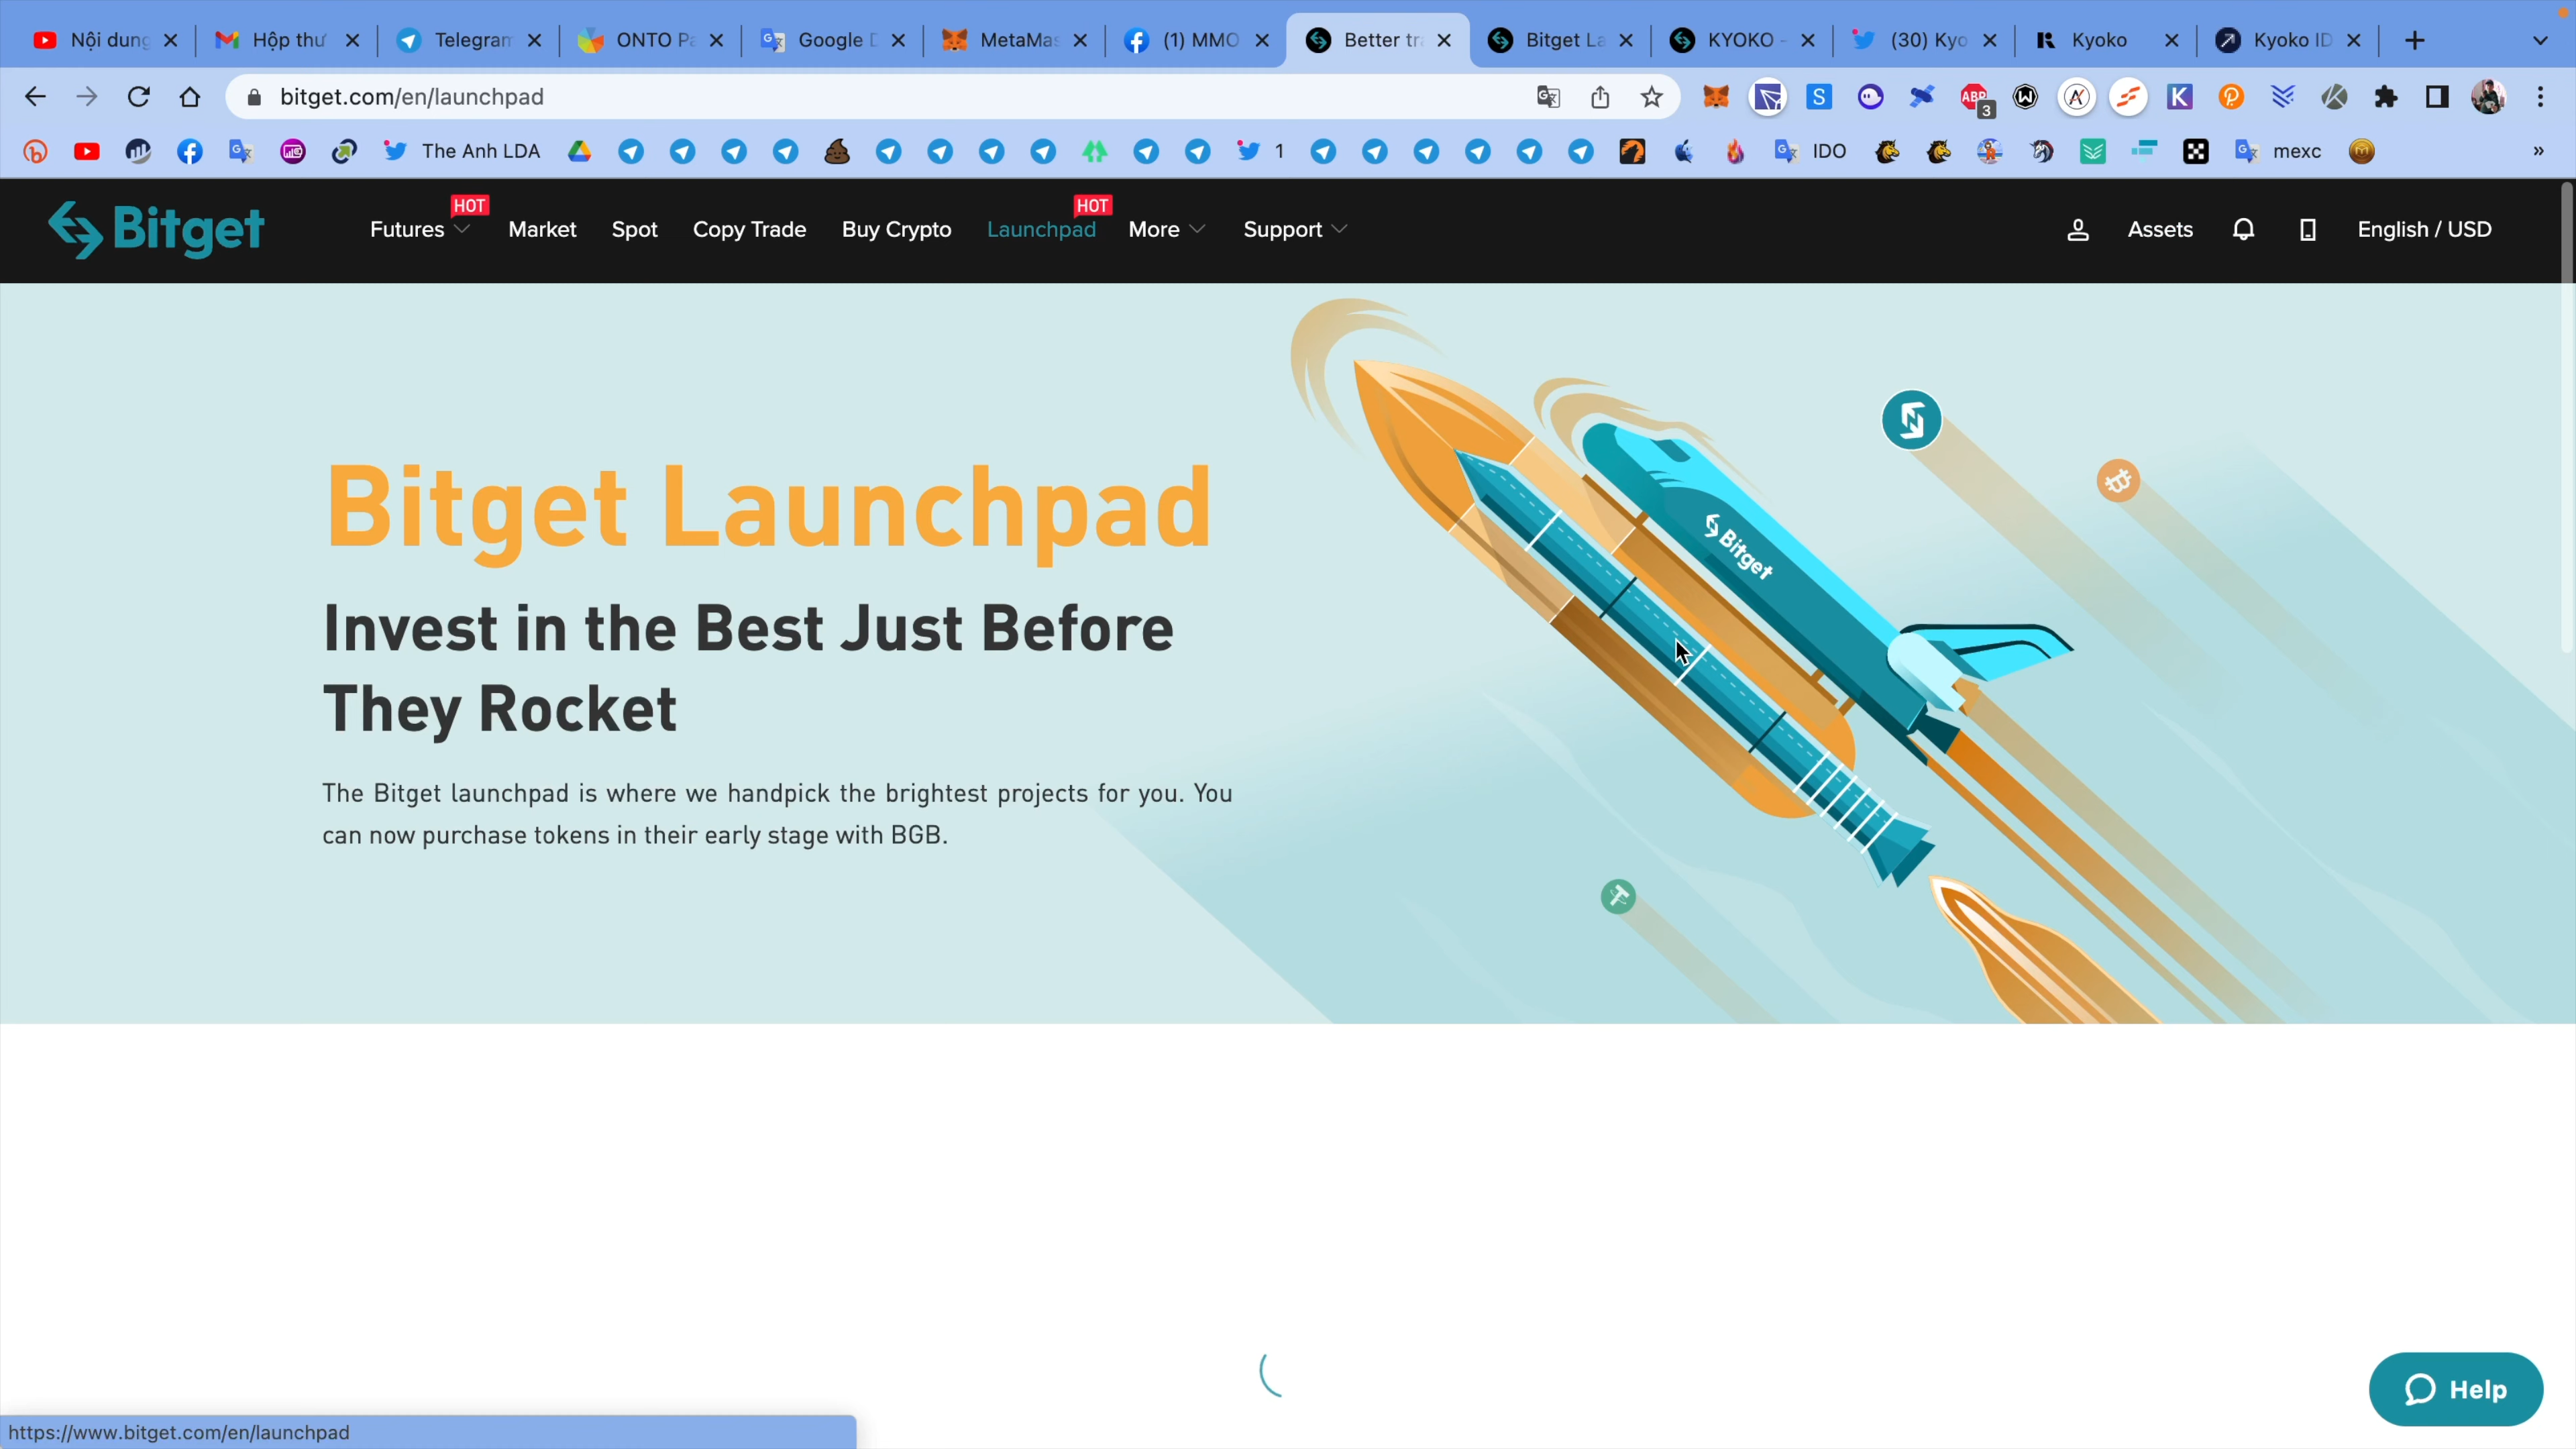 Nội dung
Hộp thư
Telegram
ONTO Pa
Google D
MetaMas
(1) MMO
Better tr
Bitget La
KYOKO -
(30) Kyo
Kyoko
Kyoko ID
bitget.com/en/launchpad
ABP
3
The Anh LDA
1
IDO
mexc
»
Bitget
Futures
HOT
Market
Spot
Copy Trade
Buy Crypto
Launchpad
HOT
More
Support
Assets
English / USD
Bitget Launchpad
Invest in the Best Just Before
They Rocket
The Bitget launchpad is where we handpick the brightest projects for you. You
can now purchase tokens in their early stage with BGB.
Bitget
Help
https://www.bitget.com/en/launchpad